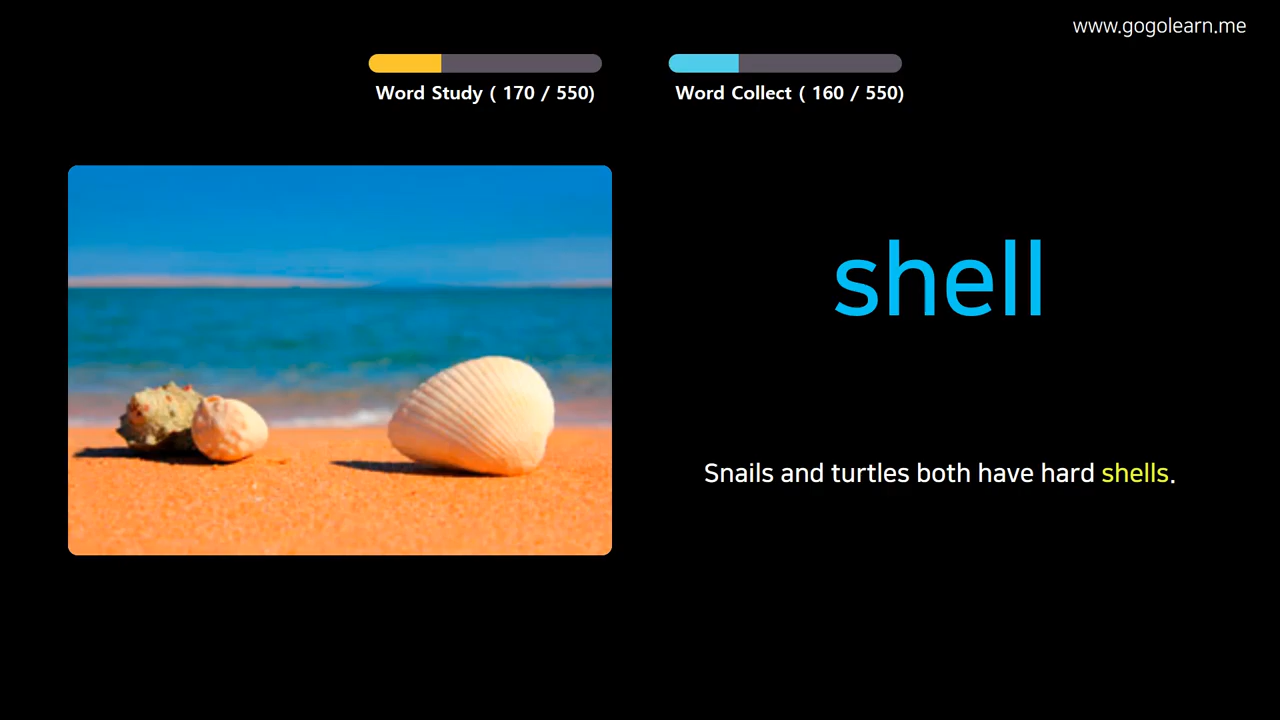 www.gogolearn.me
Word Study ( 170 / 550)
Word Collect ( 160 / 550)
shell
Snails and turtles both have hard shells.